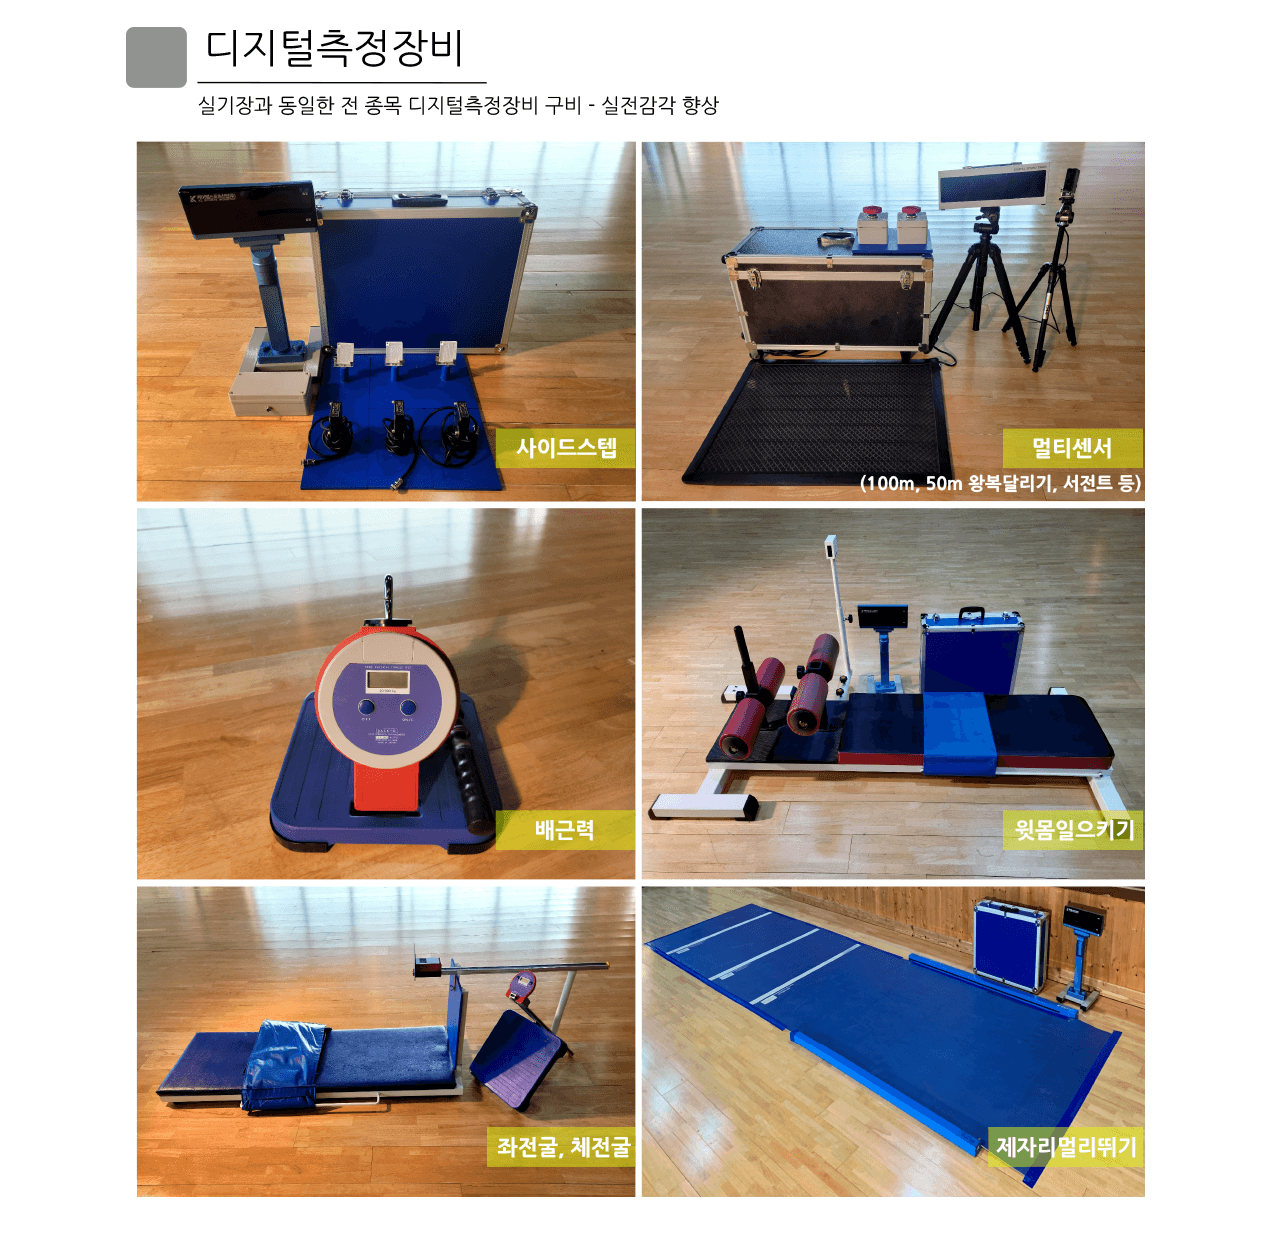 디지털측정장비
실기장과 동일한 전 종목 디지털측정장비 구비 - 실전감각 향상
사이드스텝
멀티센서
(100m, 50m 왕복달리기, 서전트 등)
배근력
윗몸일으키기
좌전굴, 체전굴
제자리멀리뛰기